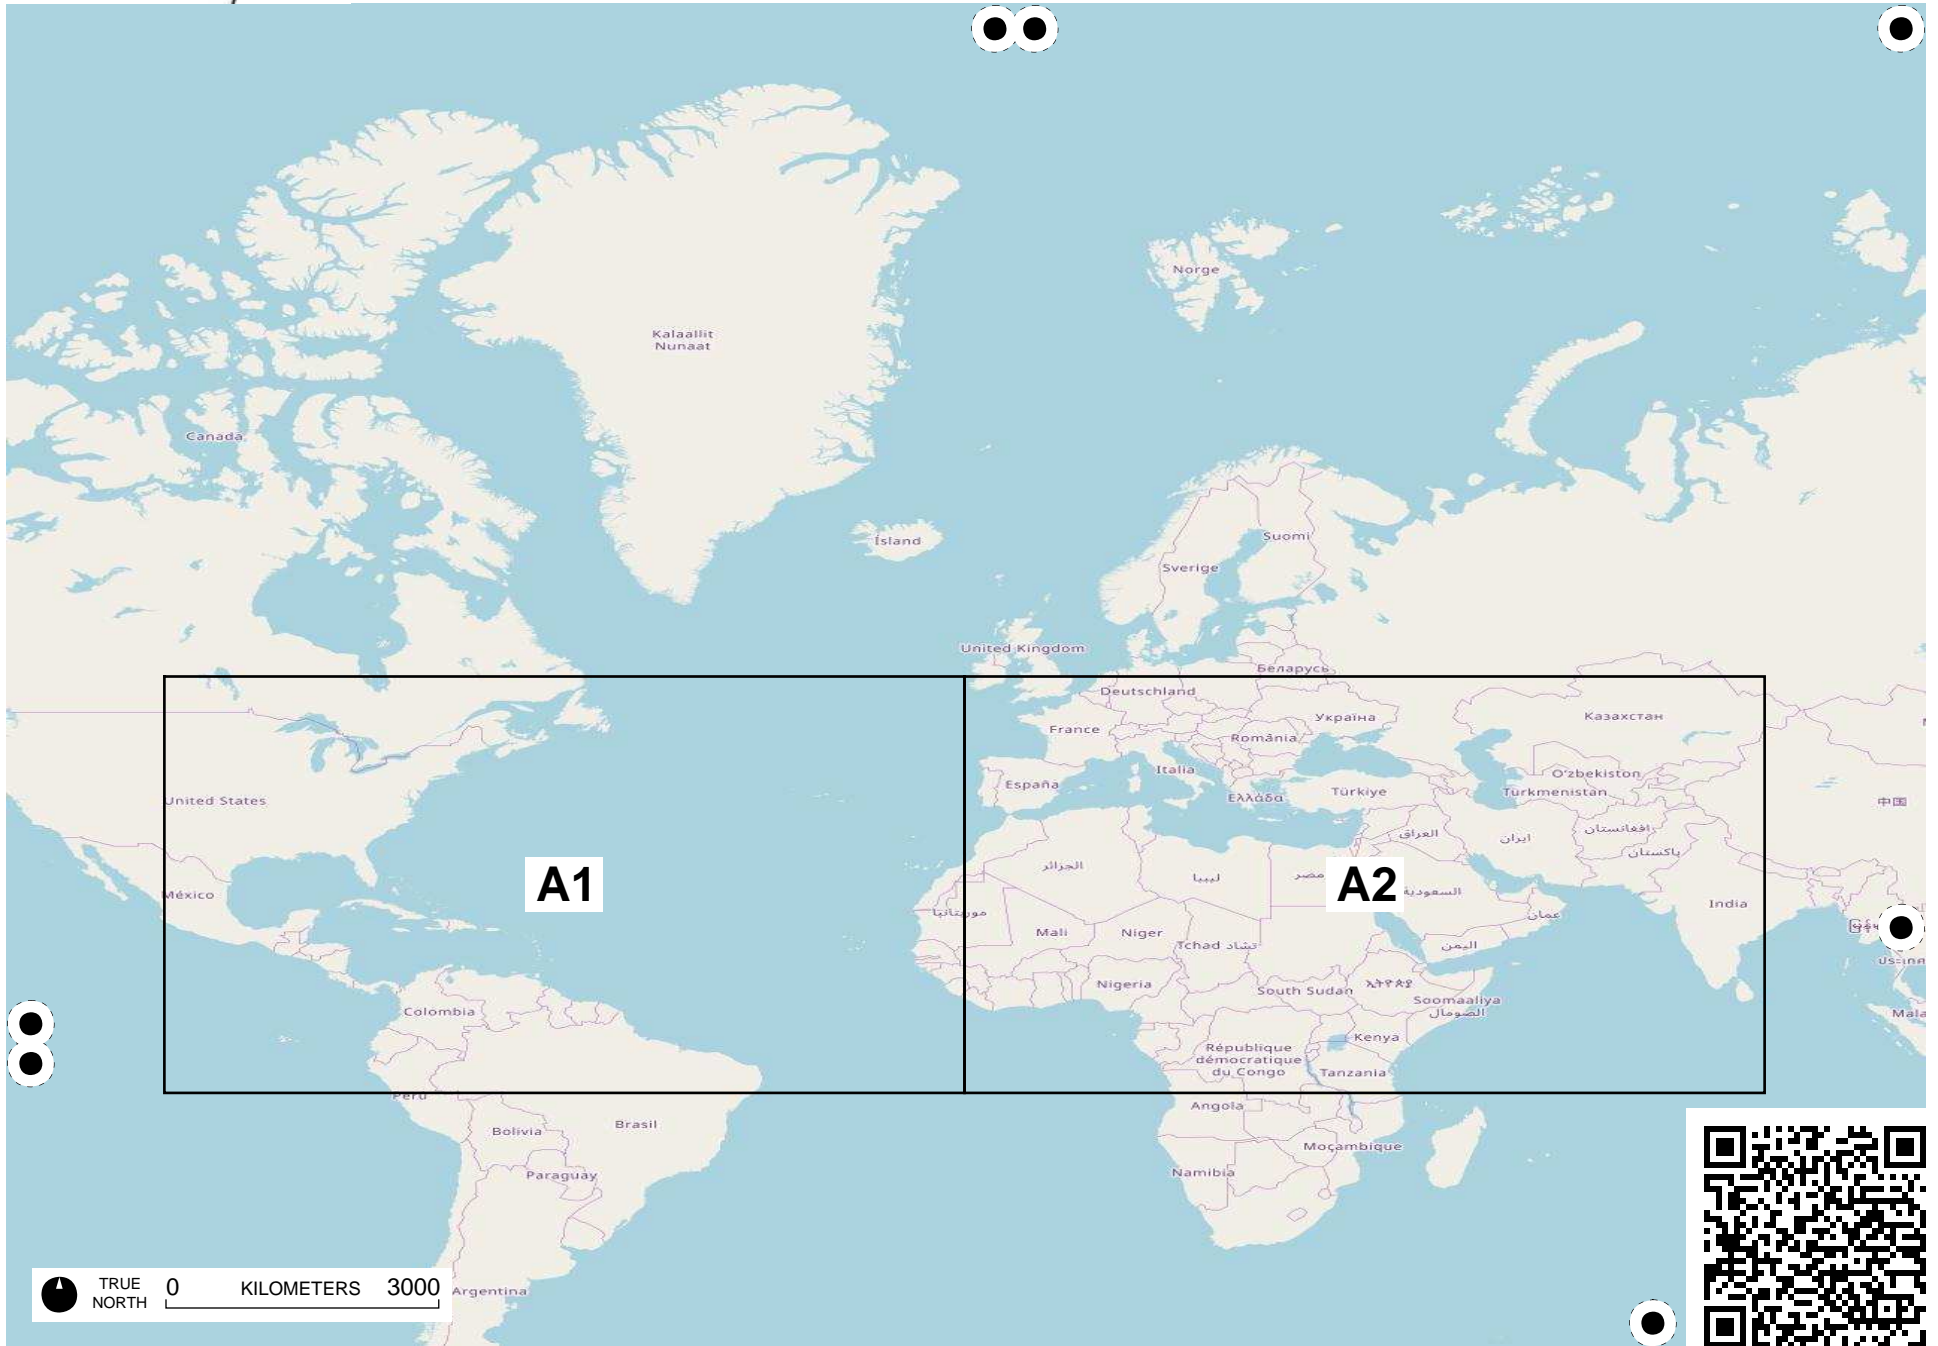 Norge
Kalaallit
Nunaat
Canada
Ísland
Suomi
Sverige
United Kingdom
Беларусь
Deutschland
Україна
Казахстан
France
România
Italia
O'zbekiston
España
Türkiye
Turkmenistan
Ελλάδα
United States
中国
افغانستان
العراق
ایران
پاکستان
الجزائر
ليبيا
مصر
A1
A2
السعودية
México
India
موريتانيا
عمان
Mali
Niger
Tchad تشاد
اليمن
Nigeria
South Sudan
ኢትዮጵያ
Soomaaliya
الصومال
Colombia
Mala
Kenya
République
démocratique
du Congo
Tanzania
Perú
Angola
Brasil
Bolivia
Moçambique
Paraguay
Namibia
TRUE
NORTH
0 KILOMETERS 3000
Argentina